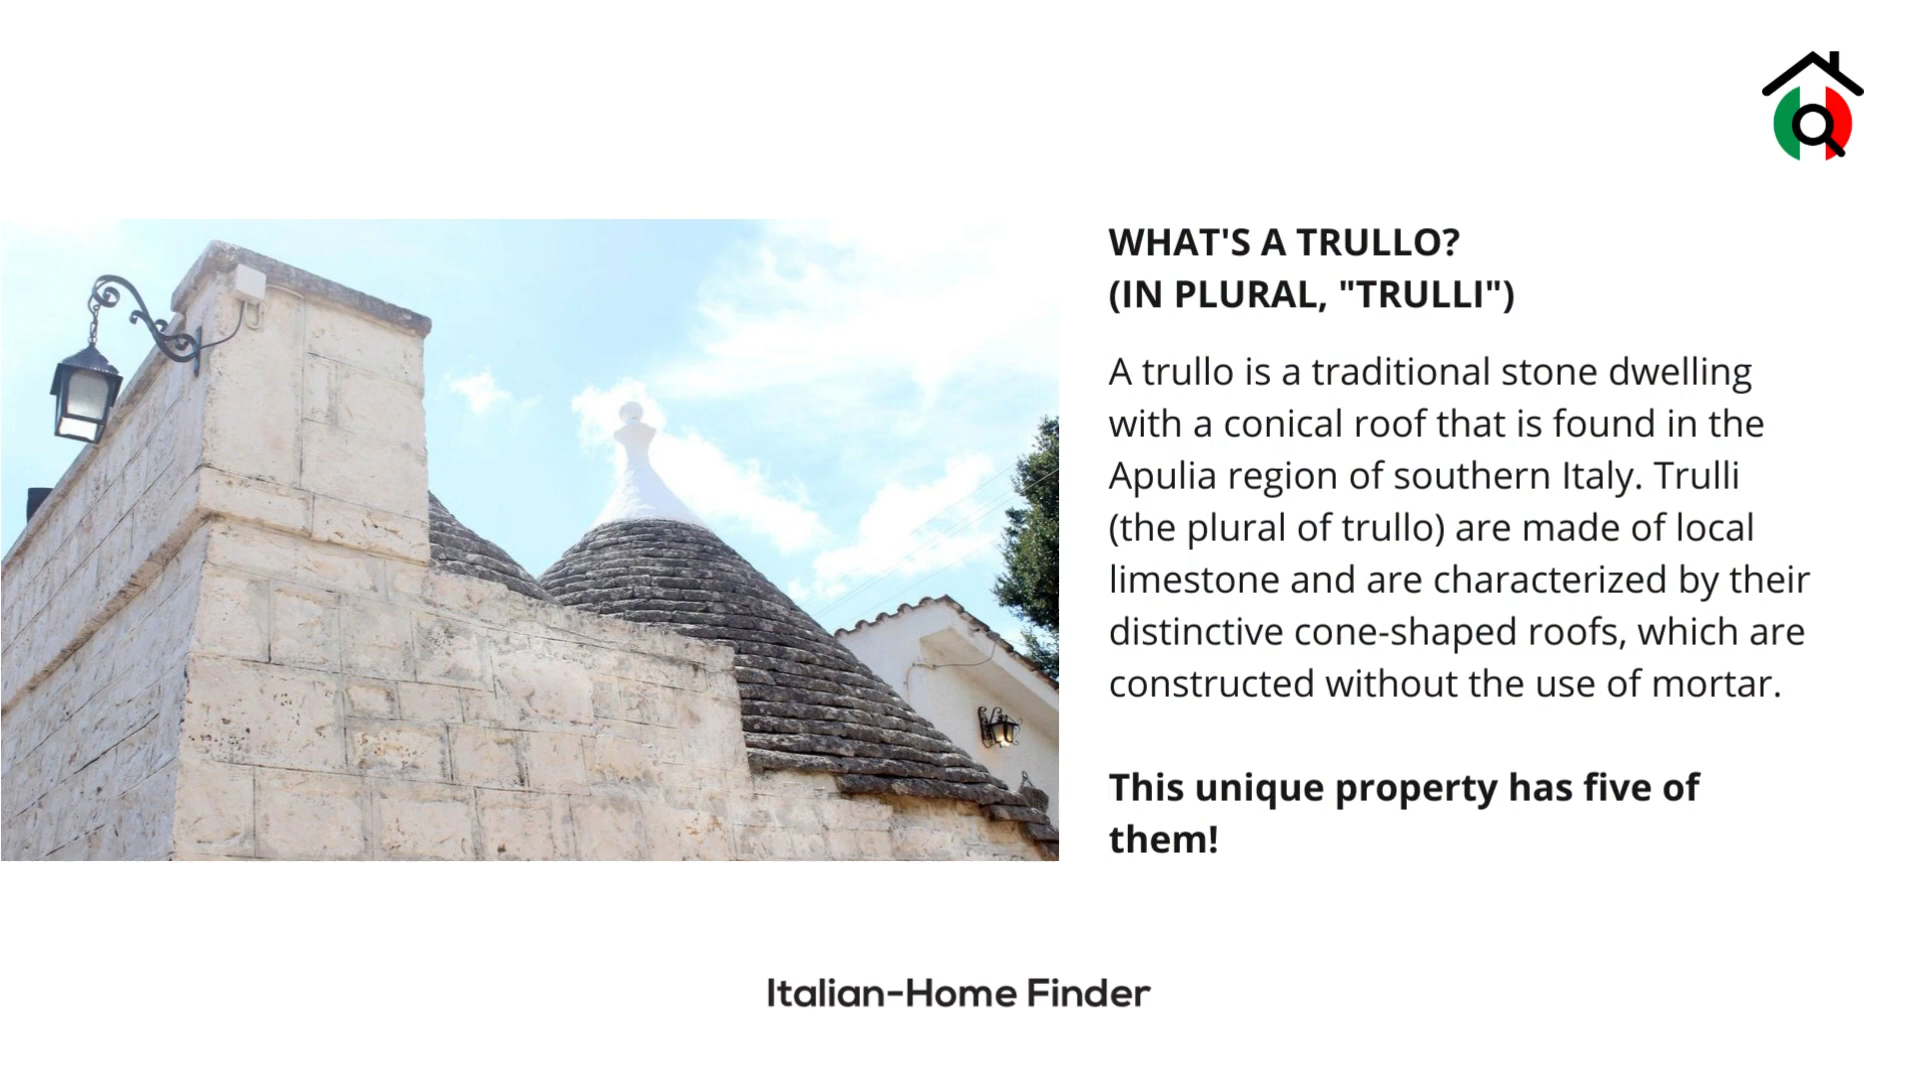 WHAT'S A TRULLO?
(IN PLURAL, "TRULLI")
A trullo is a traditional stone dwelling
with a conical roof that is found in the
Apulia region of southern Italy. Trulli
(the plural of trullo) are made of local
limestone and are characterized by their
distinctive cone-shaped roofs, which are
constructed without the use of mortar.
This unique property has five of
them!
Italian-Home Finder